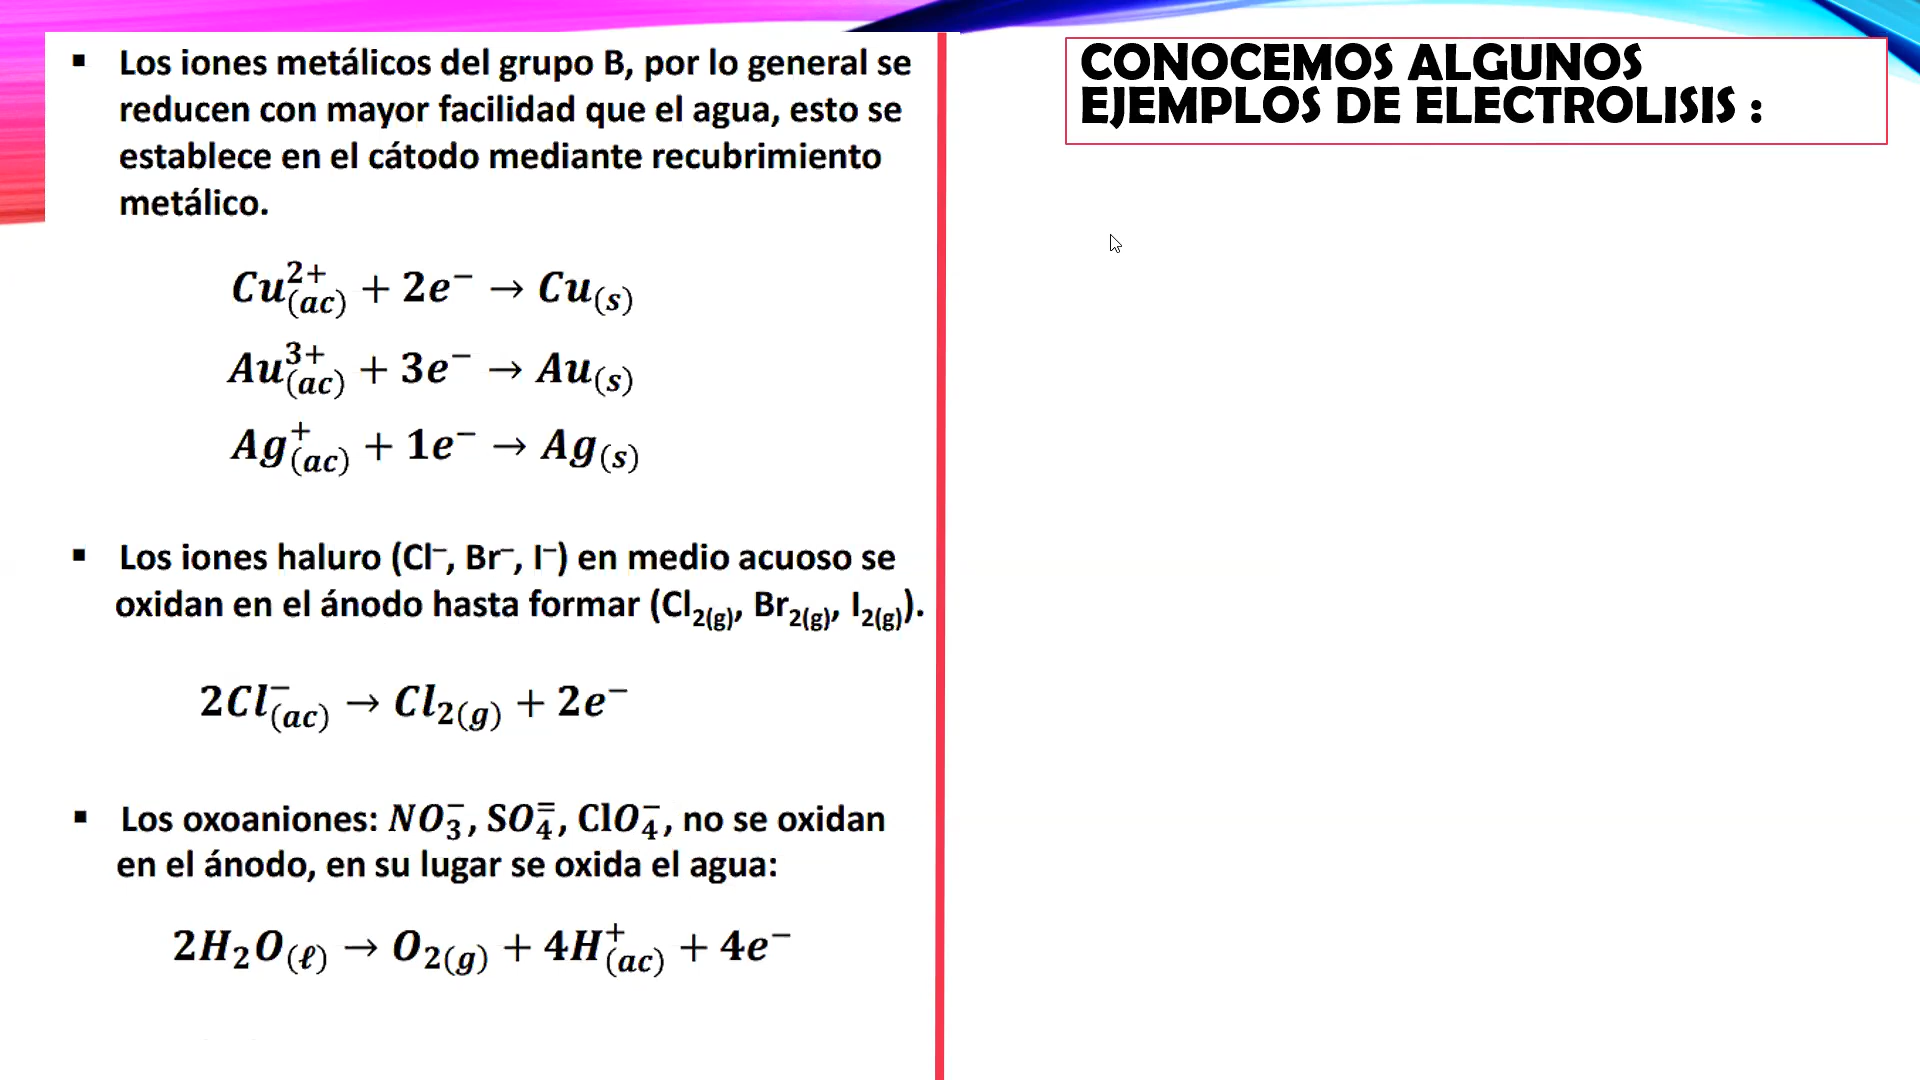 ▪ Los iones metálicos del grupo B, por lo general se
reducen con mayor facilidad que el agua, esto se
establece en el cátodo mediante recubrimiento
metálico.
Cu²⁺₍ac₎ + 2e⁻ → Cu₍s₎
Au³⁺₍ac₎ + 3e⁻ → Au₍s₎
Ag⁺₍ac₎ + 1e⁻ → Ag₍s₎
▪ Los iones haluro (Cl⁻, Br⁻, I⁻) en medio acuoso se
oxidan en el ánodo hasta formar (Cl₂(g), Br₂(g), I₂(g)).
2Cl⁻₍ac₎ → Cl₂(g) + 2e⁻
▪ Los oxoaniones: NO₃⁻, SO₄⁼, ClO₄⁻, no se oxidan
en el ánodo, en su lugar se oxida el agua:
2H₂O(ℓ) → O₂(g) + 4H⁺₍ac₎ + 4e⁻
CONOCEMOS ALGUNOS
EJEMPLOS DE ELECTROLISIS :